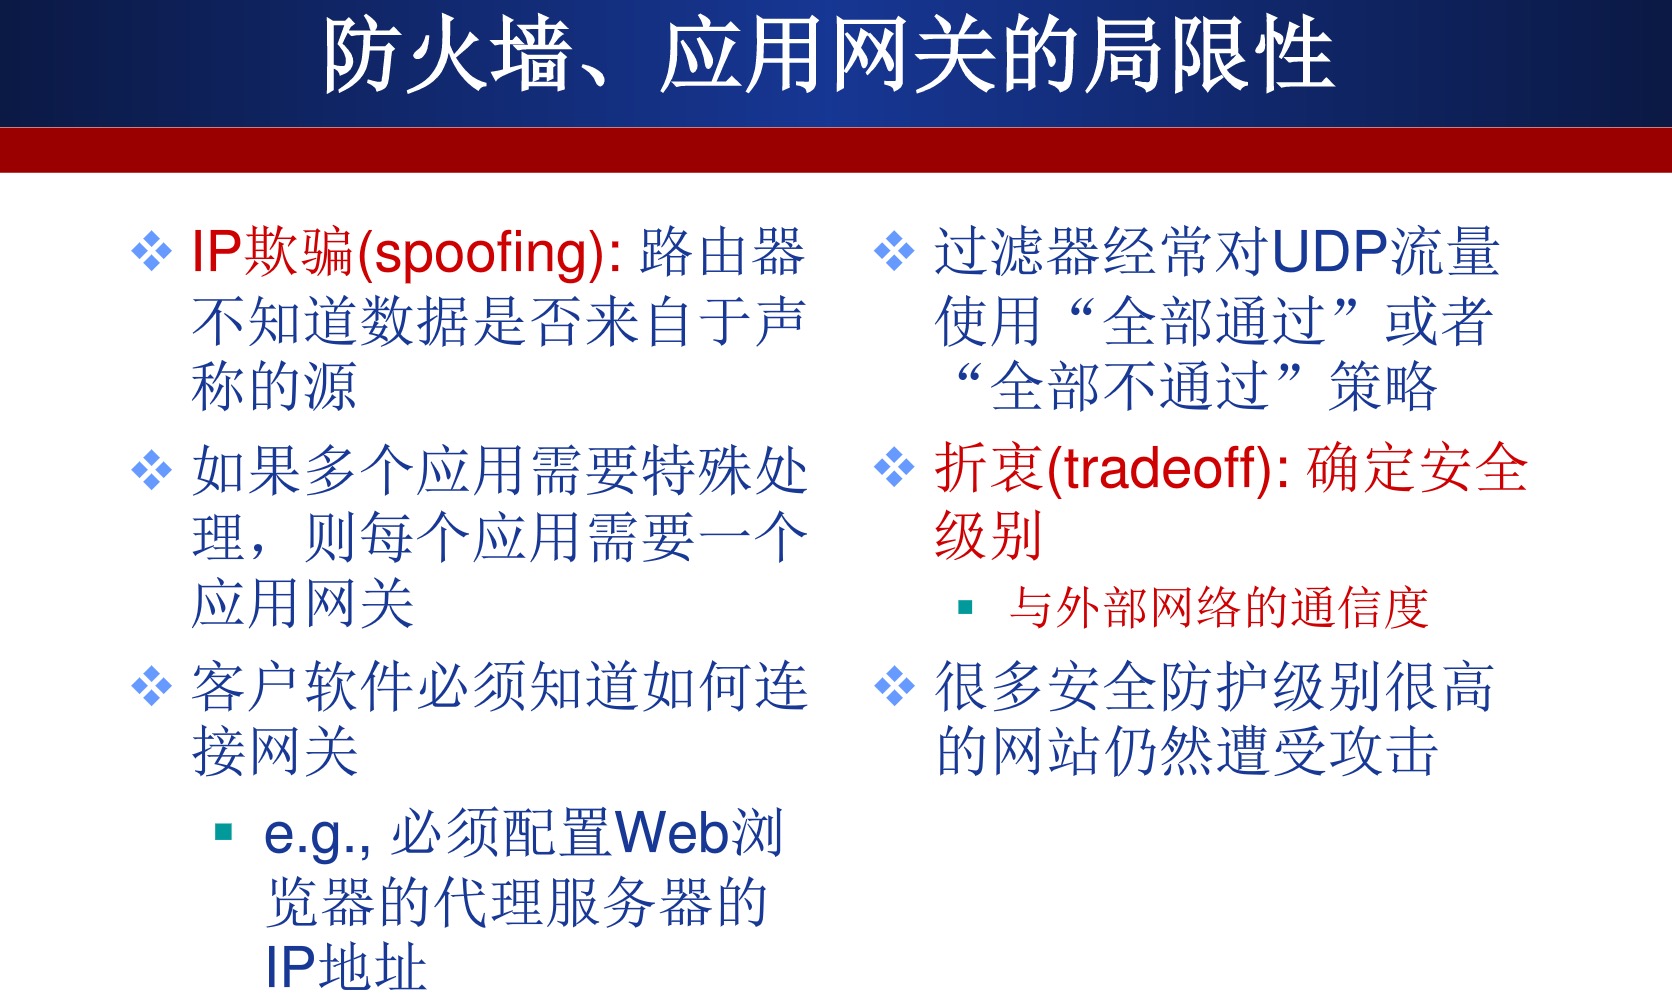 防火墙、应用网关的局限性
IP欺骗(spoofing): 路由器
不知道数据是否来自于声
称的源
如果多个应用需要特殊处
理，则每个应用需要一个
应用网关
客户软件必须知道如何连
接网关
e.g., 必须配置Web浏
览器的代理服务器的
IP地址
过滤器经常对UDP流量
使用“全部通过”或者
“全部不通过”策略
折衷(tradeoff): 确定安全
级别
与外部网络的通信度
很多安全防护级别很高
的网站仍然遭受攻击